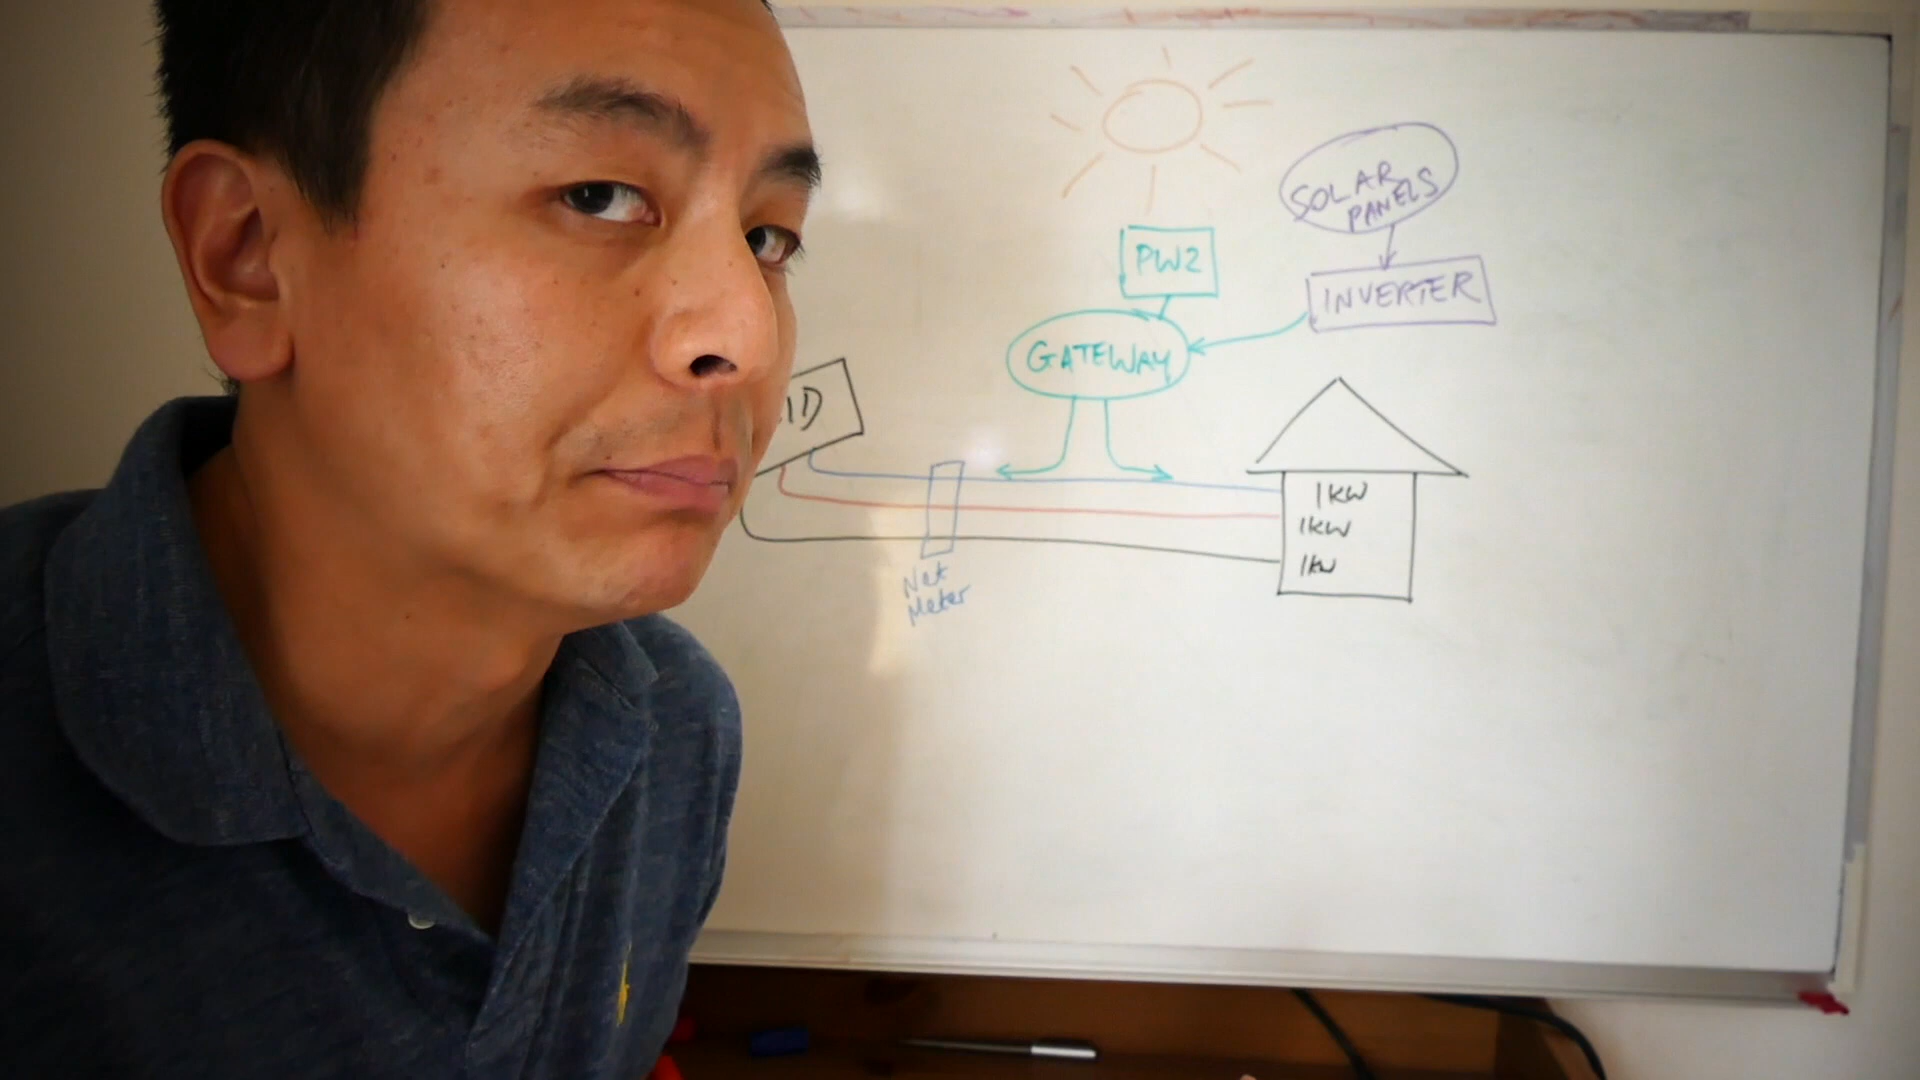 SOLAR
PANELS
PW2
INVERTER
GATEWAY
1KW
1KW
1KW
Net
Meter